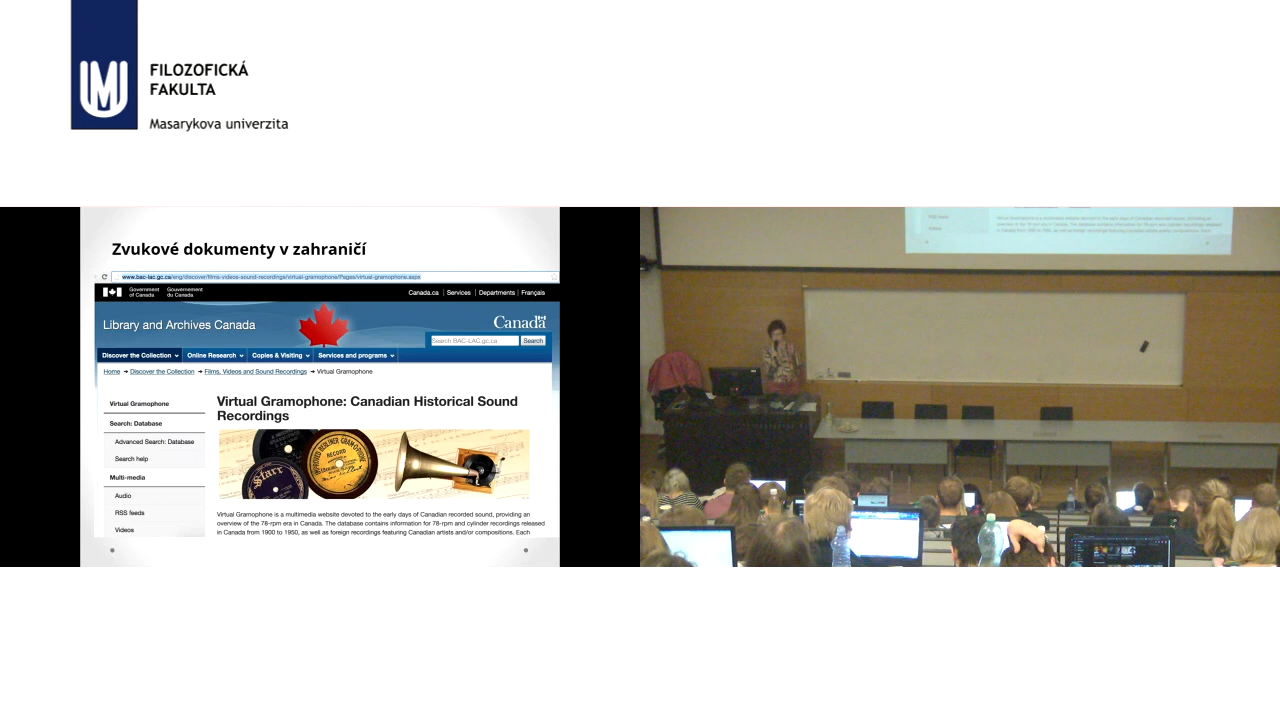 FILOZOFICKÁ
FAKULTA
Masarykova univerzita
Zvukové dokumenty v zahraničí
www.bac-lac.gc.ca/eng/discover/films-videos-sound-recordings/virtual-gramophone/Pages/virtual-gramophone.aspx
Government of Canada
Gouvernement du Canada
Canada.ca | Services | Departments | Français
Library and Archives Canada
Canada
Search BAC-LAC.gc.ca Search
Discover the Collection Online Research Copies & Visiting Services and programs
Home → Discover the Collection → Films, Videos and Sound Recordings → Virtual Gramophone
Virtual Gramophone
Search: Database
Advanced Search: Database
Search help
Multi-media
Audio
RSS feeds
Videos
Virtual Gramophone: Canadian Historical Sound
Recordings
Starr
RECORD
Virtual Gramophone is a multimedia website devoted to the early days of Canadian recorded sound, providing an
overview of the 78-rpm era in Canada. The database contains information for 78-rpm and cylinder recordings released
in Canada from 1900 to 1950, as well as foreign recordings featuring Canadian artists and/or compositions. Each